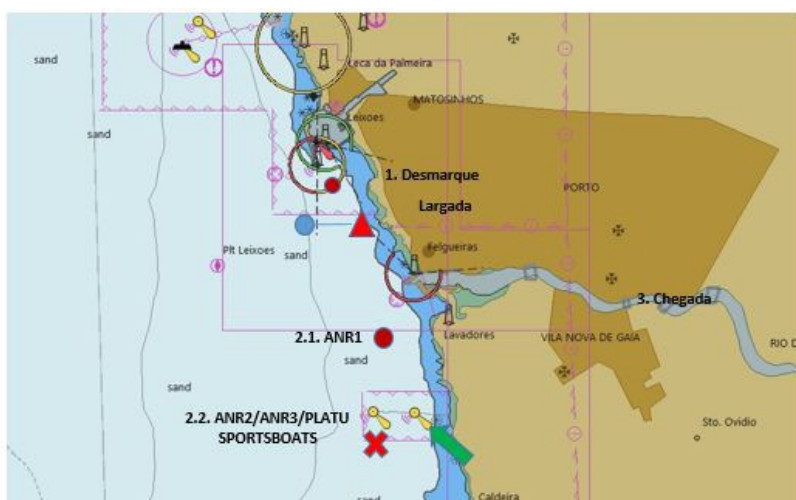 sand
Leca da Palmeira
sand
MATOSINHOS
Leixoes
1. Desmarque
PORTO
Largada
Plt Leixoes
sand
Felgueiras
3. Chegada
2.1. ANR1
Lavadores
VILA NOVA DE GAIA
RIO D
sand
sand
2.2. ANR2/ANR3/PLATU
SPORTSBOATS
Sto. Ovidio
sand
Caldeira